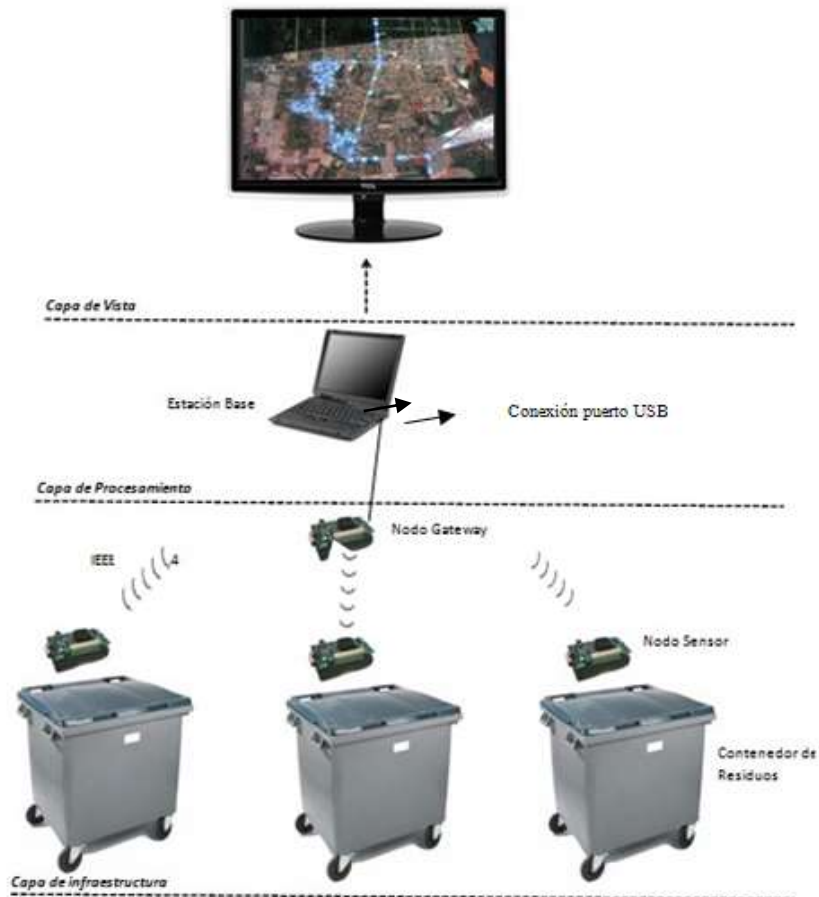 Capa de Vista
Estación Base
Conexión puerto USB
Capa de Procesamiento
Nodo Gateway
IEEE
.4
Nodo Sensor
Contenedor de
Residuos
Capa de infraestructura